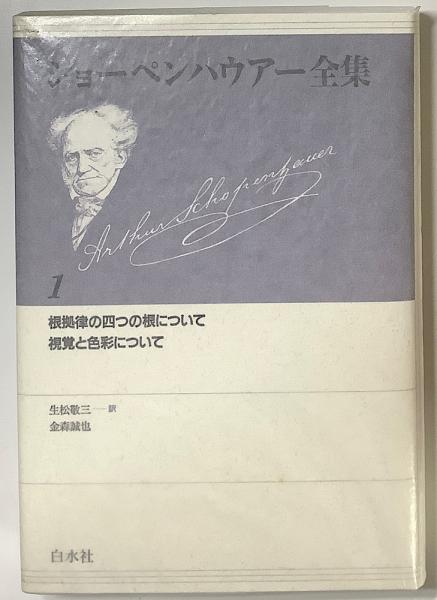 ショーペンハウアー全集
Arthur Schopenhauer
1
根拠律の四つの根について
視覚と色彩について
生松敬三──訳
金森誠也
白水社